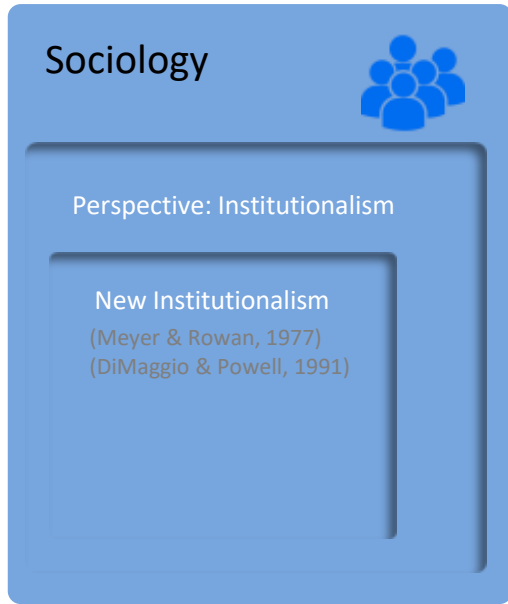 Sociology
Perspective: Institutionalism
New Institutionalism
(Meyer & Rowan, 1977)
(DiMaggio & Powell, 1991)